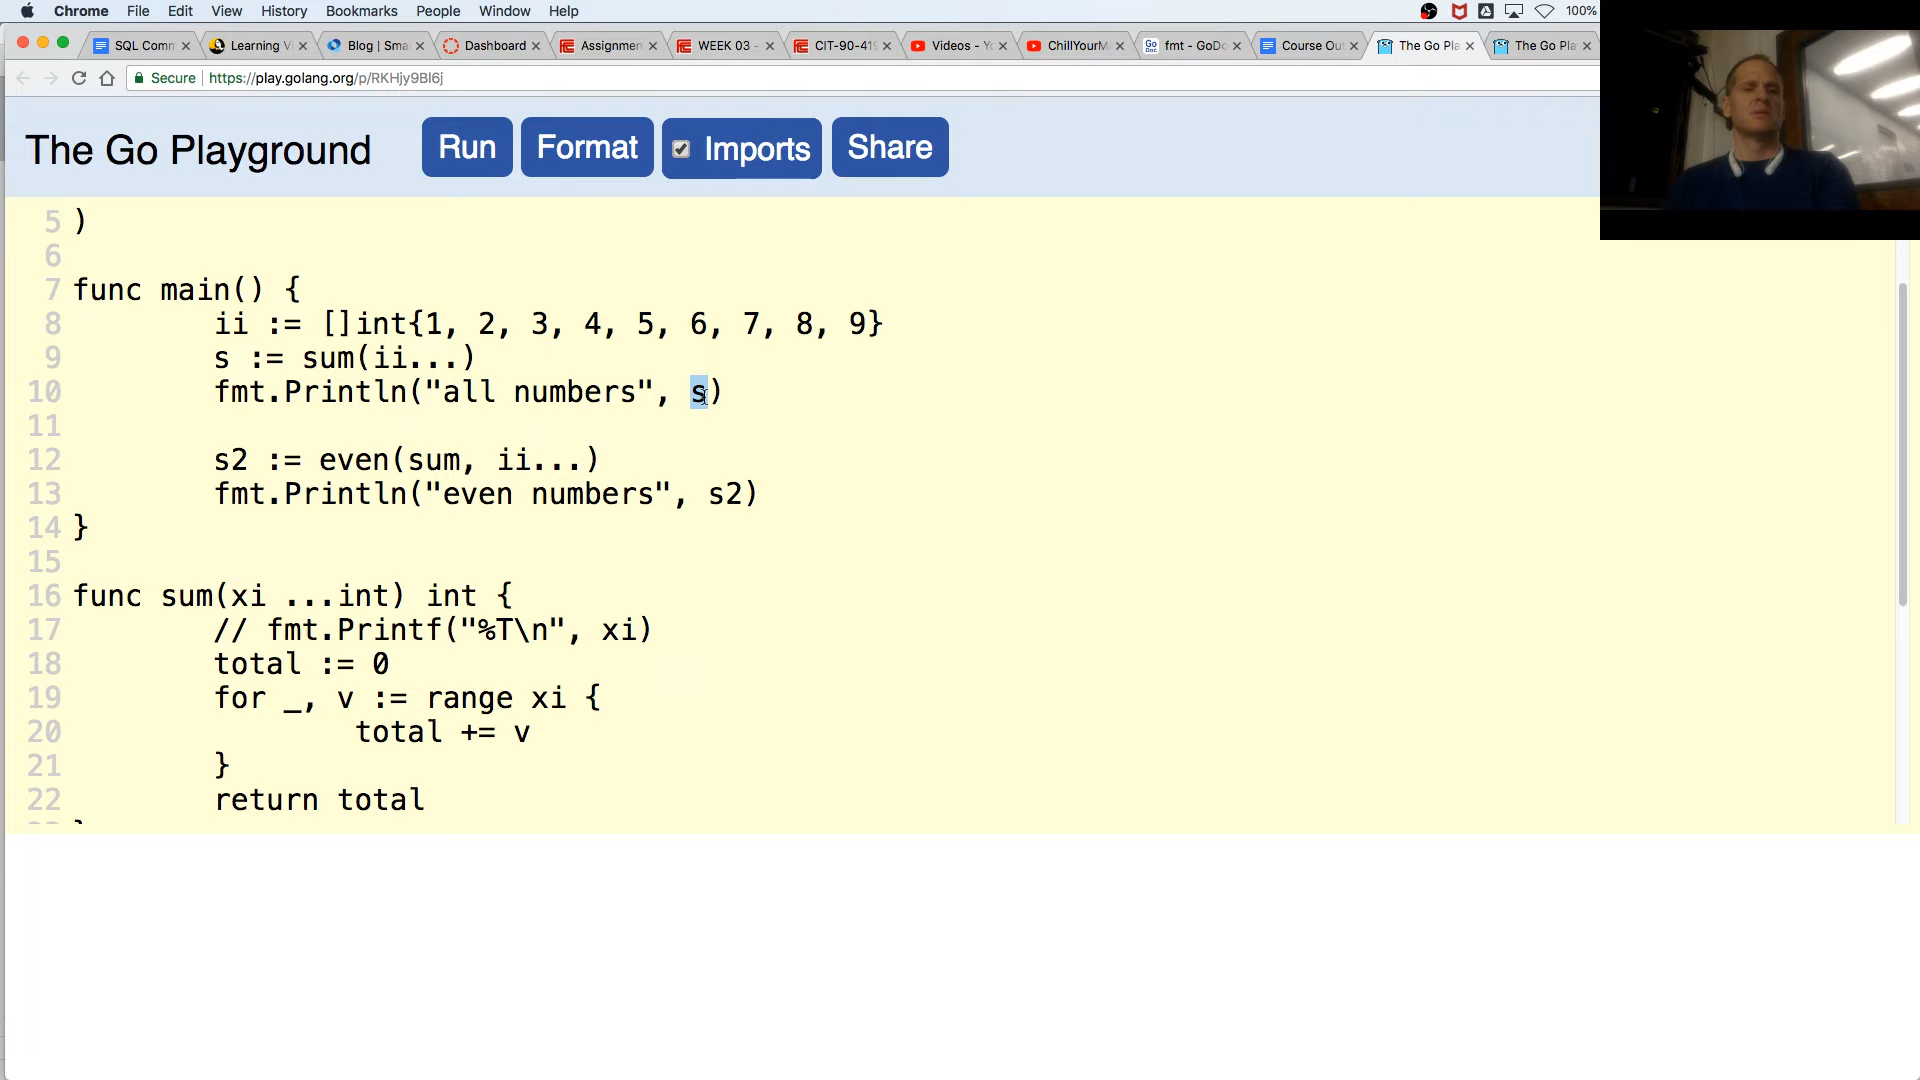 Chrome File Edit View History Bookmarks People Window Help 100%
SQL Comm Learning V Blog | Sma Dashboard Assignmen WEEK 03 - CIT-90-419 Videos - Yo ChillYourM fmt - GoDo Course Ou The Go Pla The Go Pla
Secure | https://play.golang.org/p/RKHjy9Bl6j
The Go Playground Run Format Imports Share
5 )
6
7 func main() {
8 ii := []int{1, 2, 3, 4, 5, 6, 7, 8, 9}
9 s := sum(ii...)
10 fmt.Println("all numbers", s)
11
12 s2 := even(sum, ii...)
13 fmt.Println("even numbers", s2)
14 }
15
16 func sum(xi ...int) int {
17 // fmt.Printf("%T\n", xi)
18 total := 0
19 for _, v := range xi {
20 total += v
21 }
22 return total